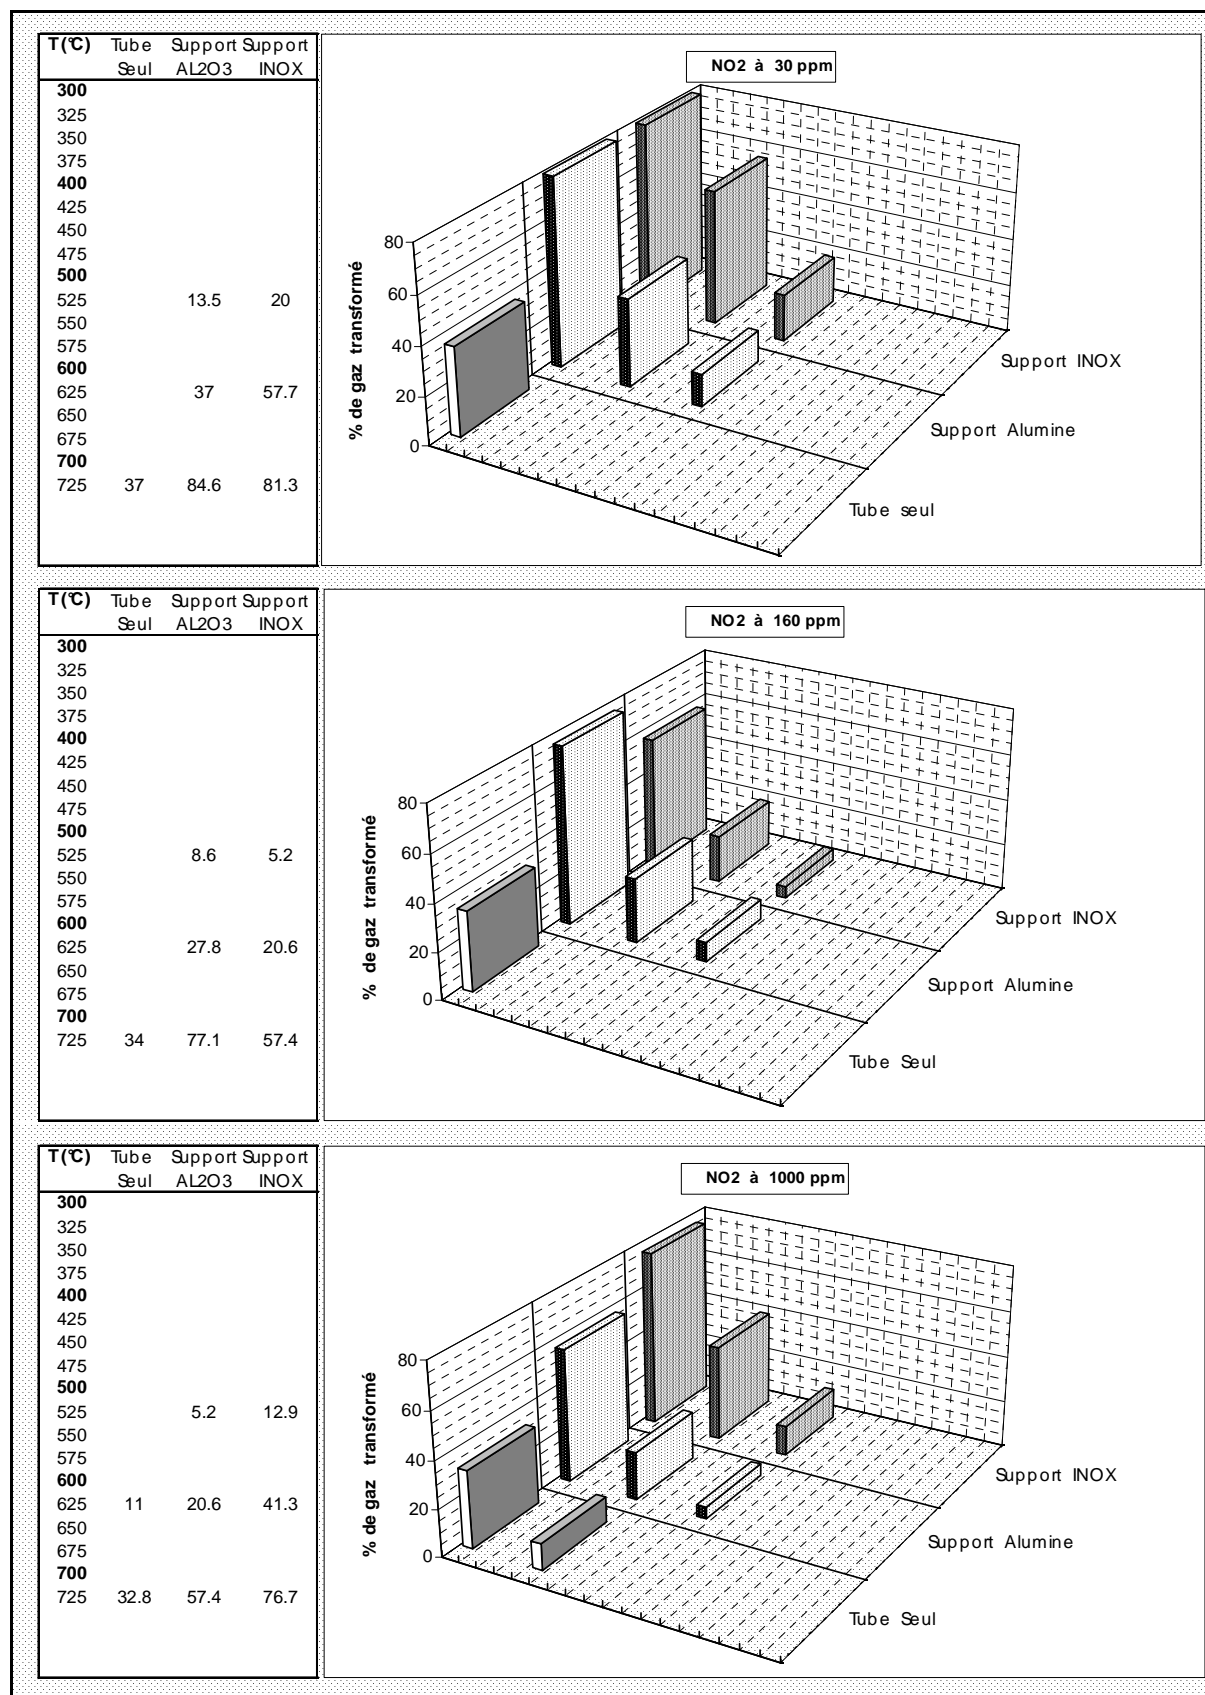 T(°C) Tube Support Support
Seul AL2O3 INOX
300
325
350
375
400
425
450
475
500
525 13.5 20
550
575
600
625 37 57.7
650
675
700
725 37 84.6 81.3
NO2 à 30 ppm
% de gaz transformé
80
60
40
20
0
Support INOX
Support Alumine
Tube seul
T(°C) Tube Support Support
Seul AL2O3 INOX
300
325
350
375
400
425
450
475
500
525 8.6 5.2
550
575
600
625 27.8 20.6
650
675
700
725 34 77.1 57.4
NO2 à 160 ppm
% de gaz transformé
80
60
40
20
0
Support INOX
Support Alumine
Tube Seul
T(°C) Tube Support Support
Seul AL2O3 INOX
300
325
350
375
400
425
450
475
500
525 5.2 12.9
550
575
600
625 11 20.6 41.3
650
675
700
725 32.8 57.4 76.7
NO2 à 1000 ppm
% de gaz transformé
80
60
40
20
0
Support INOX
Support Alumine
Tube Seul